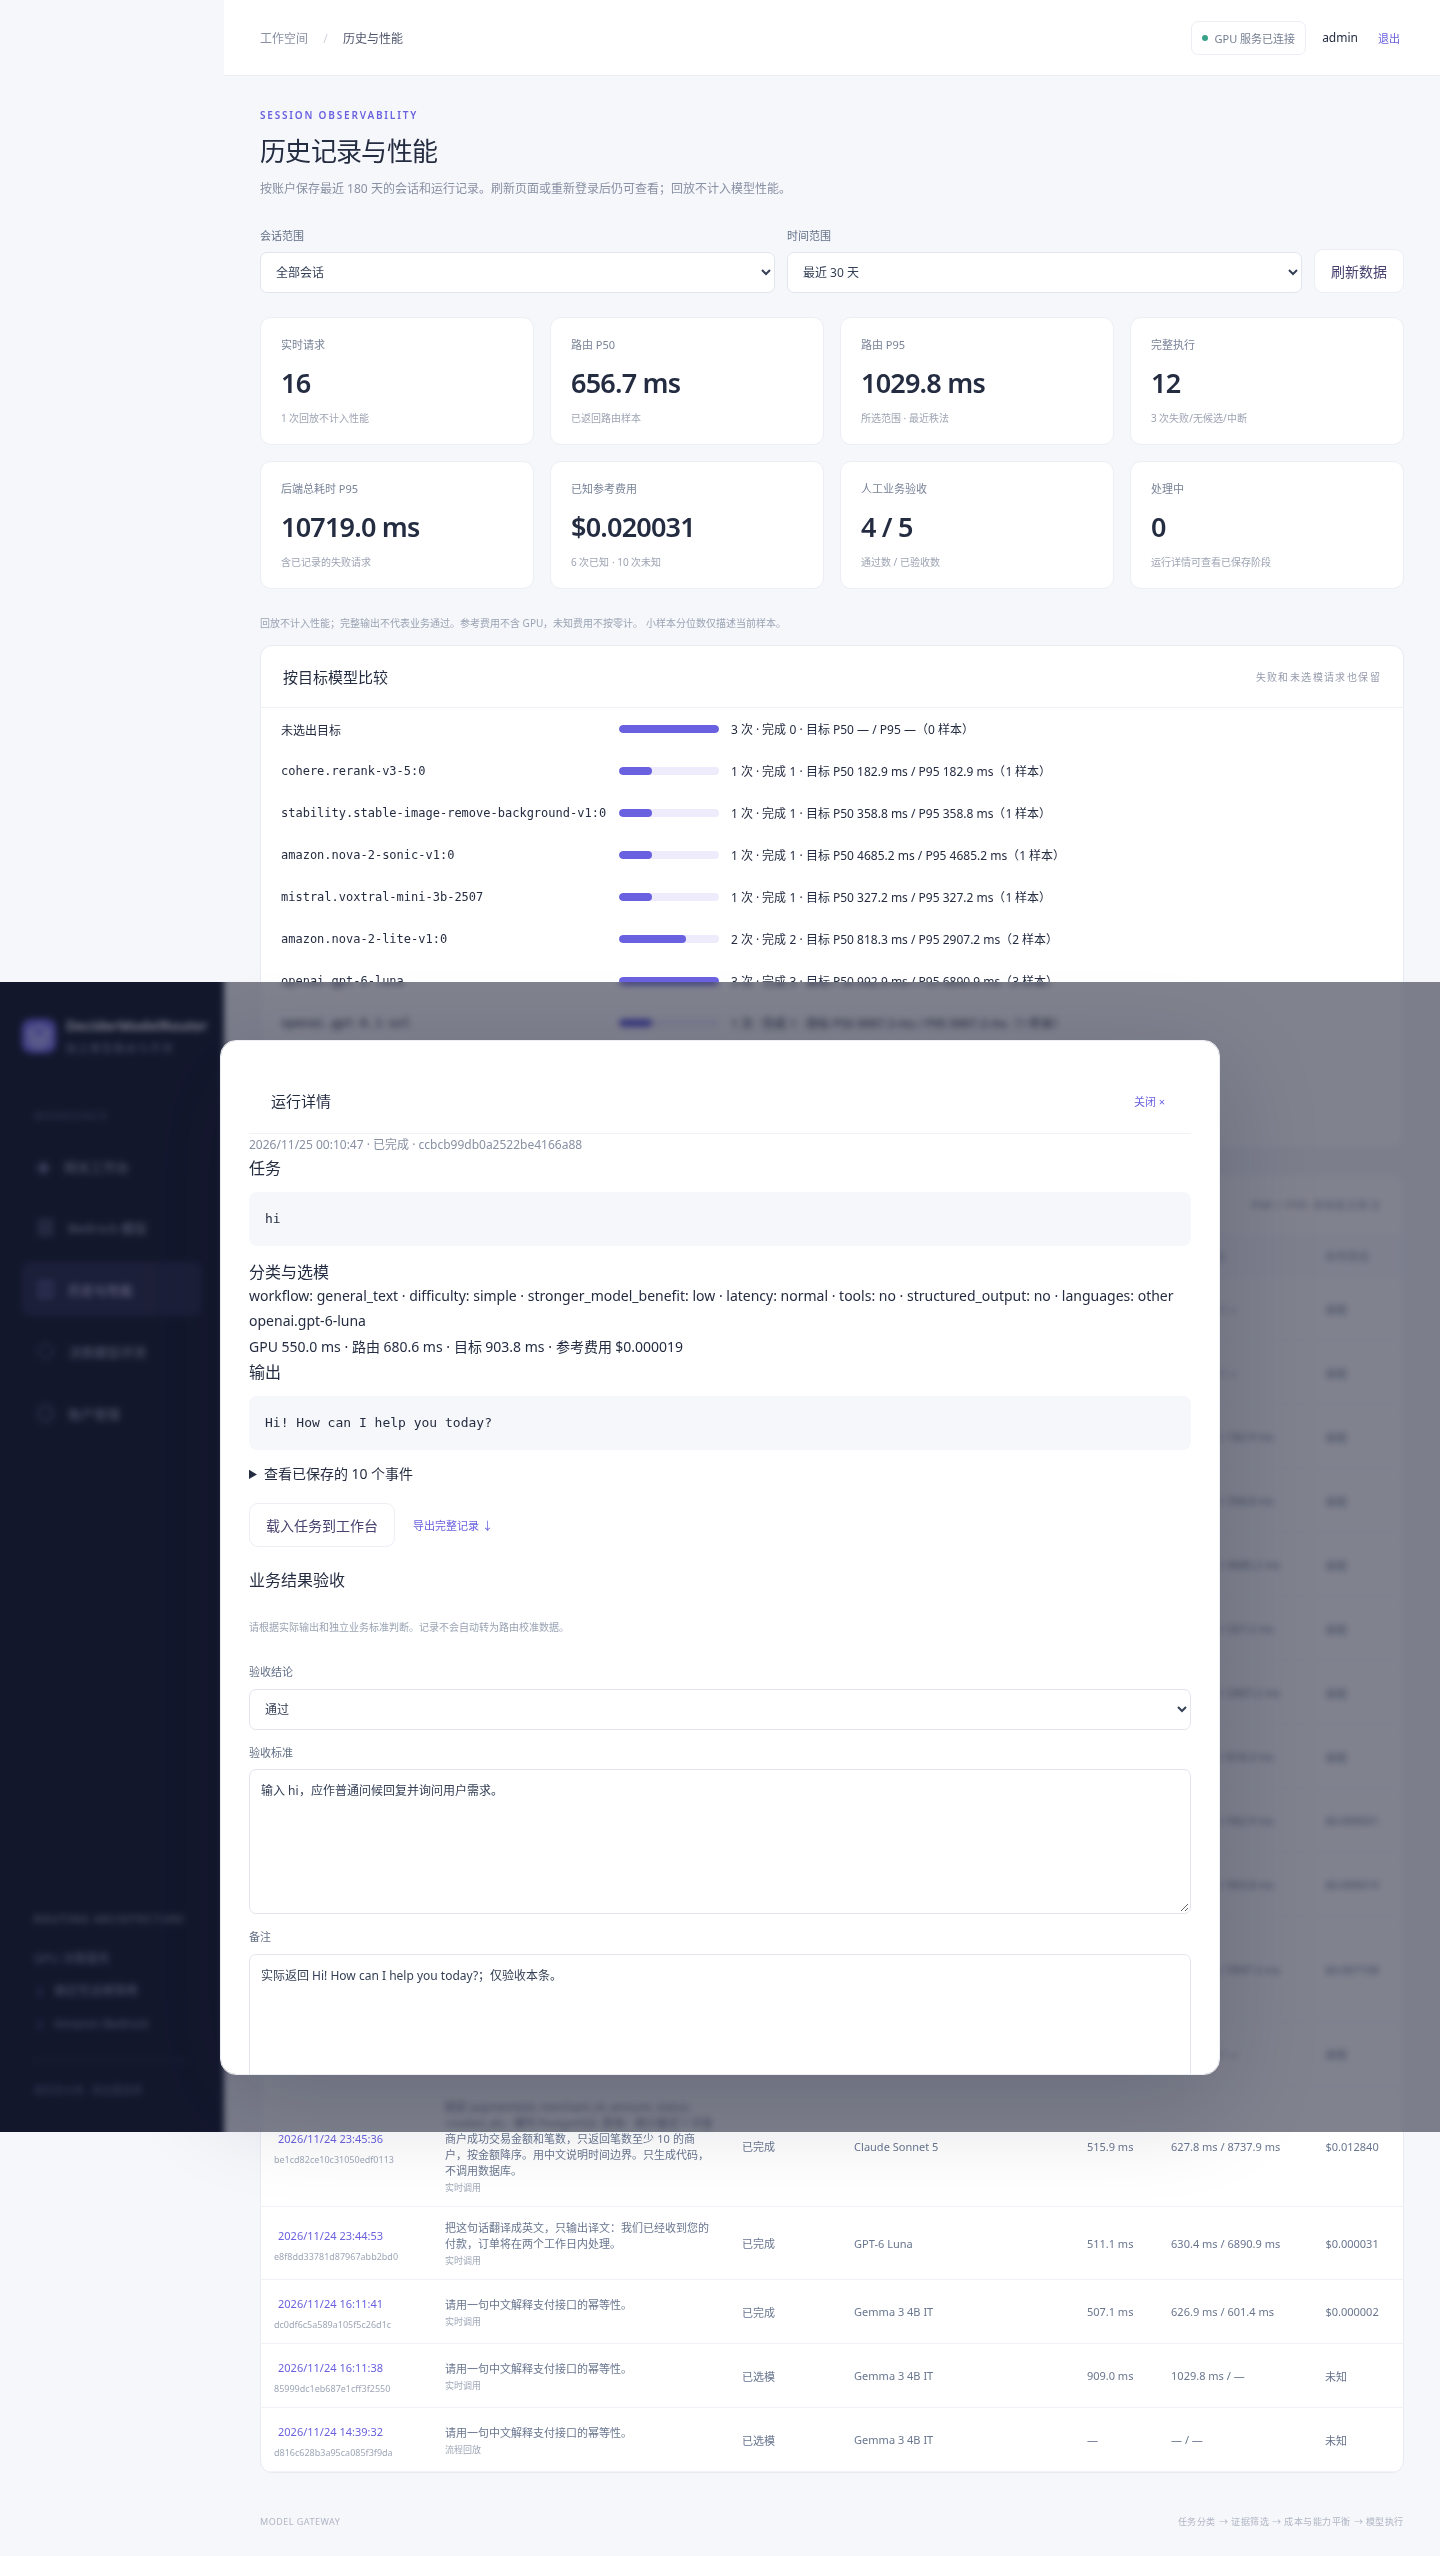 工作空间 / 历史与性能
GPU 服务已连接
admin
退出
SESSION OBSERVABILITY
历史记录与性能
按账户保存最近 180 天的会话和运行记录。刷新页面或重新登录后仍可查看；回放不计入模型性能。
会话范围
时间范围
全部会话
最近 30 天
刷新数据
实时请求
16
1 次回放不计入性能
路由 P50
656.7 ms
已返回路由样本
路由 P95
1029.8 ms
所选范围 · 最近秩法
完整执行
12
3 次失败/无候选/中断
后端总耗时 P95
10719.0 ms
含已记录的失败请求
已知参考费用
$0.020031
6 次已知 · 10 次未知
人工业务验收
4 / 5
通过数 / 已验收数
处理中
0
运行详情可查看已保存阶段
回放不计入性能；完整输出不代表业务通过。参考费用不含 GPU，未知费用不按零计。 小样本分位数仅描述当前样本。
按目标模型比较
失败和未选模请求也保留
未选出目标
3 次 · 完成 0 · 目标 P50 — / P95 —（0 样本）
cohere.rerank-v3-5:0
1 次 · 完成 1 · 目标 P50 182.9 ms / P95 182.9 ms（1 样本）
stability.stable-image-remove-background-v1:0
1 次 · 完成 1 · 目标 P50 358.8 ms / P95 358.8 ms（1 样本）
amazon.nova-2-sonic-v1:0
1 次 · 完成 1 · 目标 P50 4685.2 ms / P95 4685.2 ms（1 样本）
mistral.voxtral-mini-3b-2507
1 次 · 完成 1 · 目标 P50 327.2 ms / P95 327.2 ms（1 样本）
amazon.nova-2-lite-v1:0
2 次 · 完成 2 · 目标 P50 818.3 ms / P95 2907.2 ms（2 样本）
openai.gpt-6-luna
3 次 · 完成 3 · 目标 P50 992.9 ms / P95 6890.9 ms（3 样本）
DeciderModelRouter
运行详情
关闭 ×
2026/11/25 00:10:47 · 已完成 · ccbcb99db0a2522be4166a88
任务
hi
分类与选模
workflow: general_text · difficulty: simple · stronger_model_benefit: low · latency: normal · tools: no · structured_output: no · languages: other
openai.gpt-6-luna
GPU 550.0 ms · 路由 680.6 ms · 目标 903.8 ms · 参考费用 $0.000019
输出
Hi! How can I help you today?
▶ 查看已保存的 10 个事件
载入任务到工作台
导出完整记录 ↓
业务结果验收
请根据实际输出和独立业务标准判断。记录不会自动转为路由校准数据。
验收结论
通过
验收标准
输入 hi，应作普通问候回复并询问用户需求。
备注
实际返回 Hi! How can I help you today?；仅验收本条。
2026/11/24 23:45:36
be1cd82ce10c31050edf0113
商户成功交易金额和笔数，只返回笔数至少 10 的商
户，按金额降序。用中文说明时间边界。只生成代码，
不调用数据库。
实时调用
已完成
Claude Sonnet 5
515.9 ms
627.8 ms / 8737.9 ms
$0.012840
2026/11/24 23:44:53
e8f8dd33781d87967abb2bd0
把这句话翻译成英文，只输出译文：我们已经收到您的
付款，订单将在两个工作日内处理。
实时调用
已完成
GPT-6 Luna
511.1 ms
630.4 ms / 6890.9 ms
$0.000031
2026/11/24 16:11:41
dc0df6c5a589a105f5c26d1c
请用一句中文解释支付接口的幂等性。
实时调用
已完成
Gemma 3 4B IT
507.1 ms
626.9 ms / 601.4 ms
$0.000002
2026/11/24 16:11:38
85999dc1eb687e1cff3f2550
请用一句中文解释支付接口的幂等性。
实时调用
已选模
Gemma 3 4B IT
909.0 ms
1029.8 ms / —
未知
2026/11/24 14:39:32
d816c628b3a95ca085f3f9da
请用一句中文解释支付接口的幂等性。
流程回放
已选模
Gemma 3 4B IT
—
— / —
未知
MODEL GATEWAY
任务分类 → 证据筛选 → 成本与能力平衡 → 模型执行